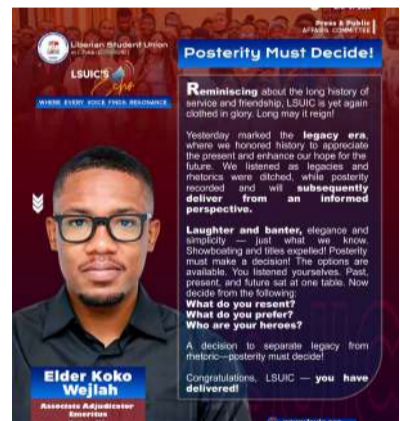 Press & Public
AFFAIRS COMMITTEE
Liberian Student Union
LSUIC'S
Echo
WHERE EVERY VOICE FINDS RESONANCE
Posterity Must Decide!
Reminiscing about the long history of
service and friendship, LSUIC is yet again
clothed in glory. Long may it reign!
Yesterday marked the legacy era,
where we honored history to appreciate
the present and enhance our hope for the
future. We listened as legacies and
rhetorics were ditched, while posterity
recorded and will subsequently
deliver from an informed
perspective.
Laughter and banter, elegance and
simplicity — just what we know.
Showboating and titles expelled! Posterity
must make a decision! The options are
available. You listened yourselves. Past,
present, and future sat at one table. Now
decide from the following:
What do you resent?
What do you prefer?
Who are your heroes?
A decision to separate legacy from
rhetoric—posterity must decide!
Congratulations, LSUIC — you have
delivered!
Elder Koko
Wejlah
Associate Adjudicator
Emeritus